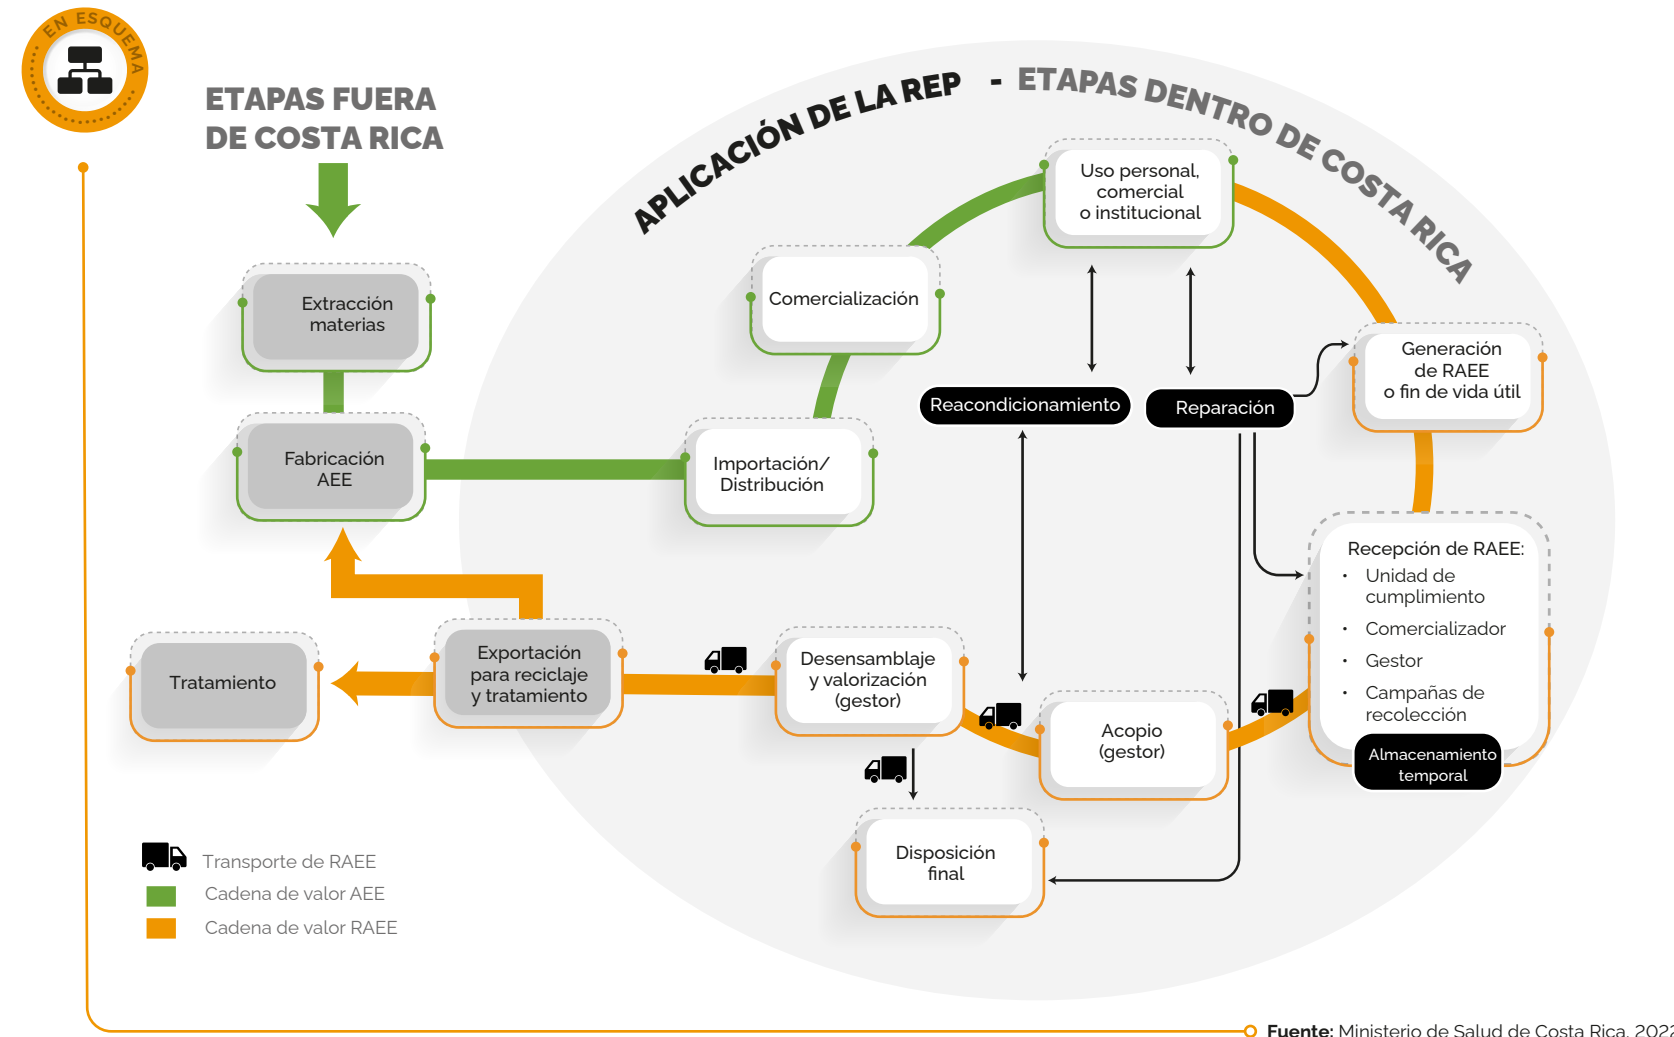 EN ESQUEMA
ETAPAS FUERA
DE COSTA RICA
APLICACIÓN DE LA REP - ETAPAS DENTRO DE COSTA RICA
Uso personal,
comercial
o institucional
Comercialización
Extracción
materias
Generación
de RAEE
o fin de vida útil
Reacondicionamiento
Reparación
Fabricación
AEE
Importación/
Distribución
Recepción de RAEE:
• Unidad de
cumplimiento
• Comercializador
• Gestor
• Campañas de
recolección
Almacenamiento
temporal
Tratamiento
Exportación
para reciclaje
y tratamiento
Desensamblaje
y valorización
(gestor)
Acopio
(gestor)
Disposición
final
Transporte de RAEE
Cadena de valor AEE
Cadena de valor RAEE
Fuente: Ministerio de Salud de Costa Rica, 2022